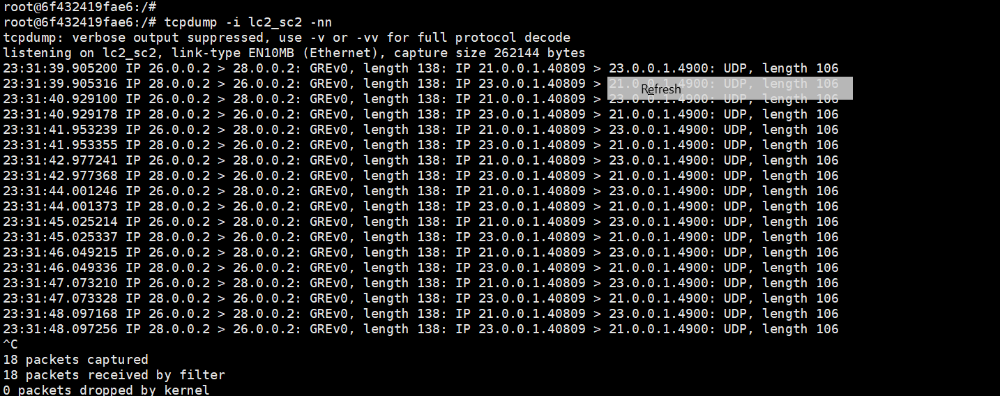 root@6f432419fae6:/#
root@6f432419fae6:/# tcpdump -i lc2_sc2 -nn
tcpdump: verbose output suppressed, use -v or -vv for full protocol decode
listening on lc2_sc2, link-type EN10MB (Ethernet), capture size 262144 bytes
23:31:39.905200 IP 26.0.0.2 > 28.0.0.2: GREv0, length 138: IP 21.0.0.1.40809 > 23.0.0.1.4900: UDP, length 106
23:31:39.905316 IP 28.0.0.2 > 26.0.0.2: GREv0, length 138: IP 23.0.0.1.40809 > 21.0.0.1.4900: UDP, length 106
Refresh
23:31:40.929100 IP 26.0.0.2 > 28.0.0.2: GREv0, length 138: IP 21.0.0.1.40809 > 23.0.0.1.4900: UDP, length 106
23:31:40.929178 IP 28.0.0.2 > 26.0.0.2: GREv0, length 138: IP 23.0.0.1.40809 > 21.0.0.1.4900: UDP, length 106
23:31:41.953239 IP 26.0.0.2 > 28.0.0.2: GREv0, length 138: IP 21.0.0.1.40809 > 23.0.0.1.4900: UDP, length 106
23:31:41.953355 IP 28.0.0.2 > 26.0.0.2: GREv0, length 138: IP 23.0.0.1.40809 > 21.0.0.1.4900: UDP, length 106
23:31:42.977241 IP 26.0.0.2 > 28.0.0.2: GREv0, length 138: IP 21.0.0.1.40809 > 23.0.0.1.4900: UDP, length 106
23:31:42.977368 IP 28.0.0.2 > 26.0.0.2: GREv0, length 138: IP 23.0.0.1.40809 > 21.0.0.1.4900: UDP, length 106
23:31:44.001246 IP 26.0.0.2 > 28.0.0.2: GREv0, length 138: IP 21.0.0.1.40809 > 23.0.0.1.4900: UDP, length 106
23:31:44.001373 IP 28.0.0.2 > 26.0.0.2: GREv0, length 138: IP 23.0.0.1.40809 > 21.0.0.1.4900: UDP, length 106
23:31:45.025214 IP 26.0.0.2 > 28.0.0.2: GREv0, length 138: IP 21.0.0.1.40809 > 23.0.0.1.4900: UDP, length 106
23:31:45.025337 IP 28.0.0.2 > 26.0.0.2: GREv0, length 138: IP 23.0.0.1.40809 > 21.0.0.1.4900: UDP, length 106
23:31:46.049215 IP 26.0.0.2 > 28.0.0.2: GREv0, length 138: IP 21.0.0.1.40809 > 23.0.0.1.4900: UDP, length 106
23:31:46.049336 IP 28.0.0.2 > 26.0.0.2: GREv0, length 138: IP 23.0.0.1.40809 > 21.0.0.1.4900: UDP, length 106
23:31:47.073210 IP 26.0.0.2 > 28.0.0.2: GREv0, length 138: IP 21.0.0.1.40809 > 23.0.0.1.4900: UDP, length 106
23:31:47.073328 IP 28.0.0.2 > 26.0.0.2: GREv0, length 138: IP 23.0.0.1.40809 > 21.0.0.1.4900: UDP, length 106
23:31:48.097168 IP 26.0.0.2 > 28.0.0.2: GREv0, length 138: IP 21.0.0.1.40809 > 23.0.0.1.4900: UDP, length 106
23:31:48.097256 IP 28.0.0.2 > 26.0.0.2: GREv0, length 138: IP 23.0.0.1.40809 > 21.0.0.1.4900: UDP, length 106
^C
18 packets captured
18 packets received by filter
0 packets dropped by kernel